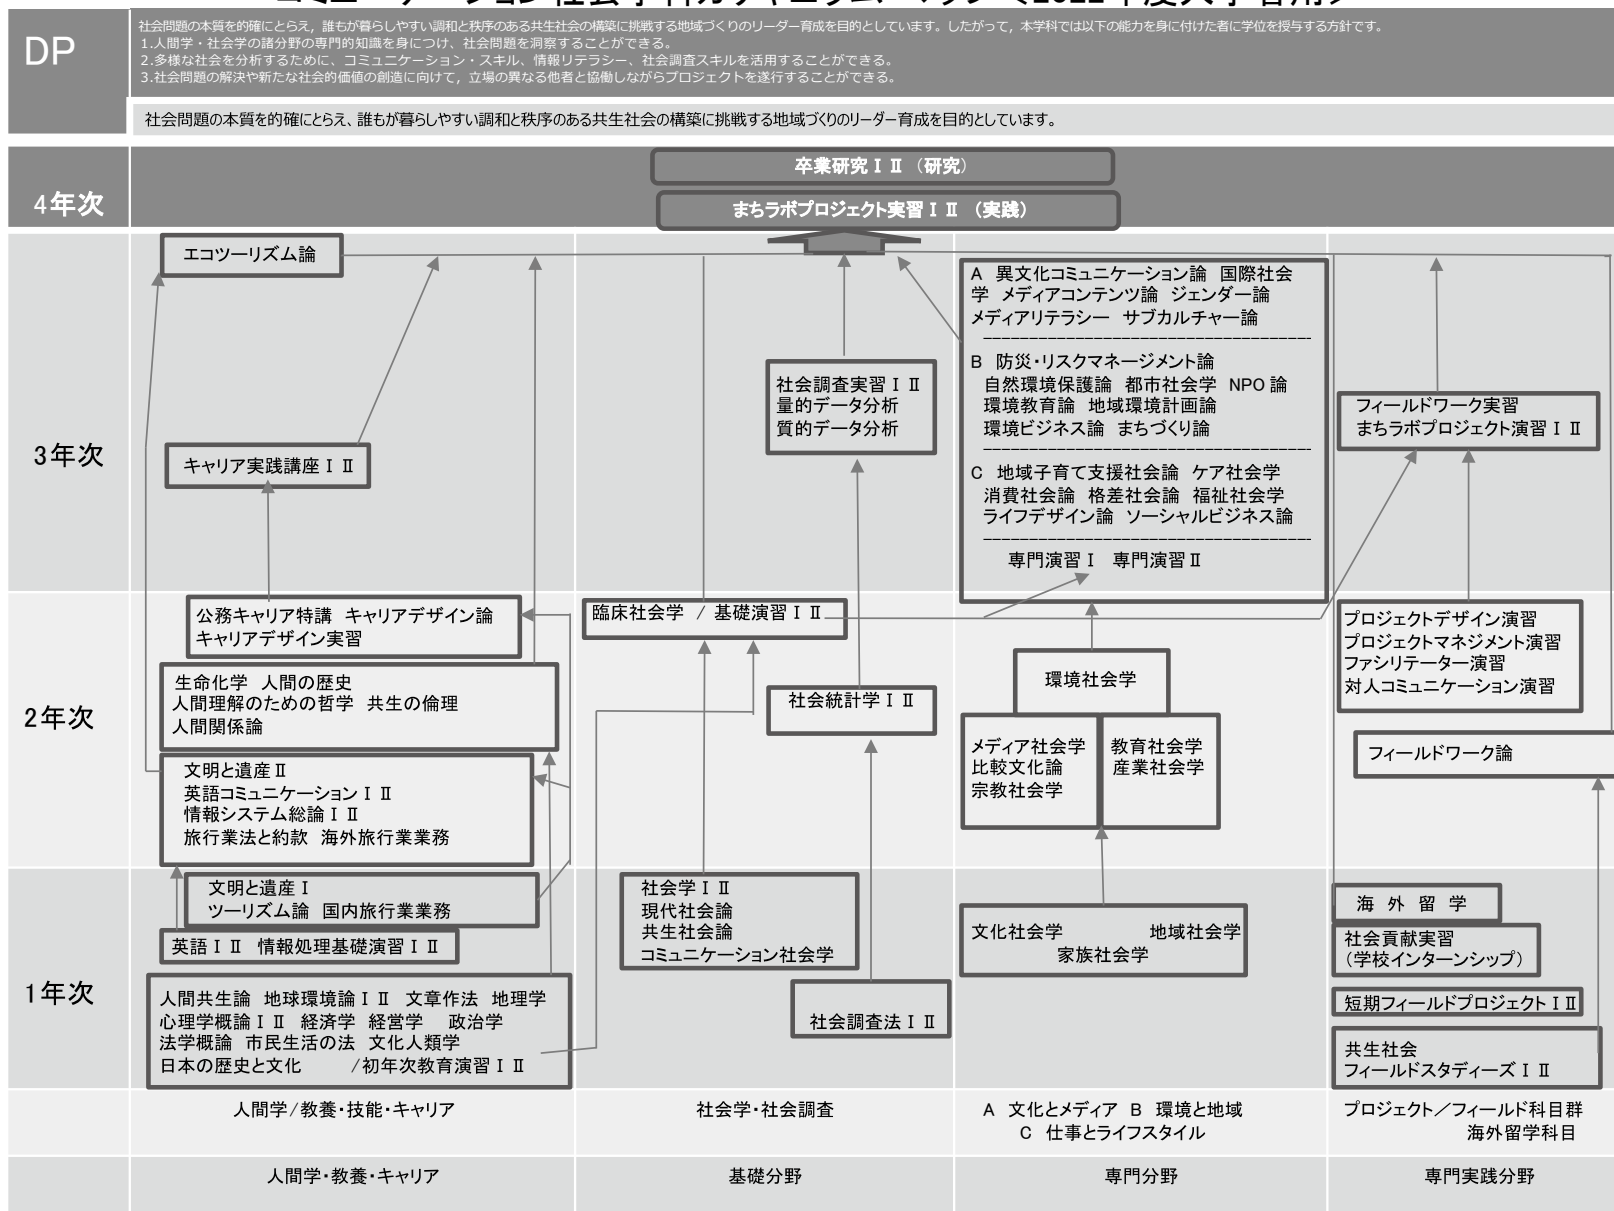 コミュニケーション社会学科カリキュラム・マップ＜2022年度入学者用＞
DP
社会問題の本質を的確にとらえ，誰もが暮らしやすい調和と秩序のある共生社会の構築に挑戦する地域づくりのリーダー育成を目的としています。したがって，本学科では以下の能力を身に付けた者に学位を授与する方針です。
1.人間学・社会学の諸分野の専門的知識を身につけ、社会問題を洞察することができる。
2.多様な社会を分析するために、コミュニケーション・スキル、情報リテラシー、社会調査スキルを活用することができる。
3.社会問題の解決や新たな社会的価値の創造に向けて，立場の異なる他者と協働しながらプロジェクトを遂行することができる。
社会問題の本質を的確にとらえ、誰もが暮らしやすい調和と秩序のある共生社会の構築に挑戦する地域づくりのリーダー育成を目的としています。
4年次
卒業研究ⅠⅡ（研究）
まちラボプロジェクト実習ⅠⅡ （実践）
3年次
エコツーリズム論
キャリア実践講座ⅠⅡ
社会調査実習ⅠⅡ
量的データ分析
質的データ分析
A 異文化コミュニケーション論 国際社会
学 メディアコンテンツ論 ジェンダー論
メディアリテラシー サブカルチャー論
B 防災・リスクマネージメント論
自然環境保護論 都市社会学 NPO論
環境教育論 地域環境計画論
環境ビジネス論 まちづくり論
C 地域子育て支援社会論 ケア社会学
消費社会論 格差社会論 福祉社会学
ライフデザイン論 ソーシャルビジネス論
専門演習Ⅰ 専門演習Ⅱ
フィールドワーク実習
まちラボプロジェクト演習ⅠⅡ
2年次
公務キャリア特講 キャリアデザイン論
キャリアデザイン実習
生命化学 人間の歴史
人間理解のための哲学 共生の倫理
人間関係論
文明と遺産Ⅱ
英語コミュニケーションⅠⅡ
情報システム総論ⅠⅡ
旅行業法と約款 海外旅行業業務
臨床社会学 / 基礎演習ⅠⅡ
社会統計学ⅠⅡ
環境社会学
メディア社会学
比較文化論
宗教社会学
教育社会学
産業社会学
プロジェクトデザイン演習
プロジェクトマネジメント演習
ファシリテーター演習
対人コミュニケーション演習
フィールドワーク論
1年次
文明と遺産Ⅰ
ツーリズム論 国内旅行業業務
英語ⅠⅡ 情報処理基礎演習ⅠⅡ
人間共生論 地球環境論ⅠⅡ 文章作法 地理学
心理学概論ⅠⅡ 経済学 経営学 政治学
法学概論 市民生活の法 文化人類学
日本の歴史と文化 /初年次教育演習ⅠⅡ
社会学ⅠⅡ
現代社会論
共生社会論
コミュニケーション社会学
社会調査法ⅠⅡ
文化社会学 地域社会学
家族社会学
海 外 留 学
社会貢献実習
（学校インターンシップ）
短期フィールドプロジェクトⅠⅡ
共生社会
フィールドスタディーズⅠⅡ
人間学/教養・技能・キャリア
社会学・社会調査
A 文化とメディア B 環境と地域
C 仕事とライフスタイル
プロジェクト／フィールド科目群
海外留学科目
人間学・教養・キャリア
基礎分野
専門分野
専門実践分野